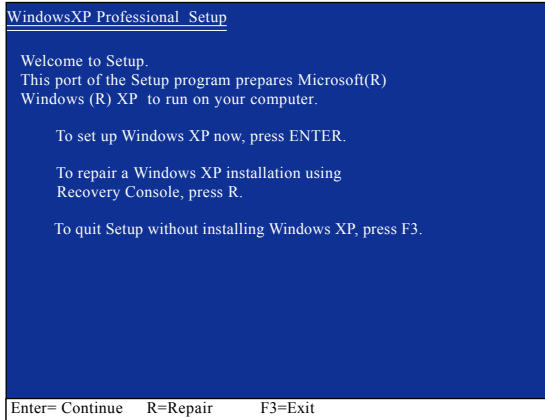 WindowsXP Professional Setup
Welcome to Setup.
This port of the Setup program prepares Microsoft(R)
Windows (R) XP to run on your computer.
To set up Windows XP now, press ENTER.
To repair a Windows XP installation using
Recovery Console, press R.
To quit Setup without installing Windows XP, press F3.
Enter= Continue R=Repair F3=Exit